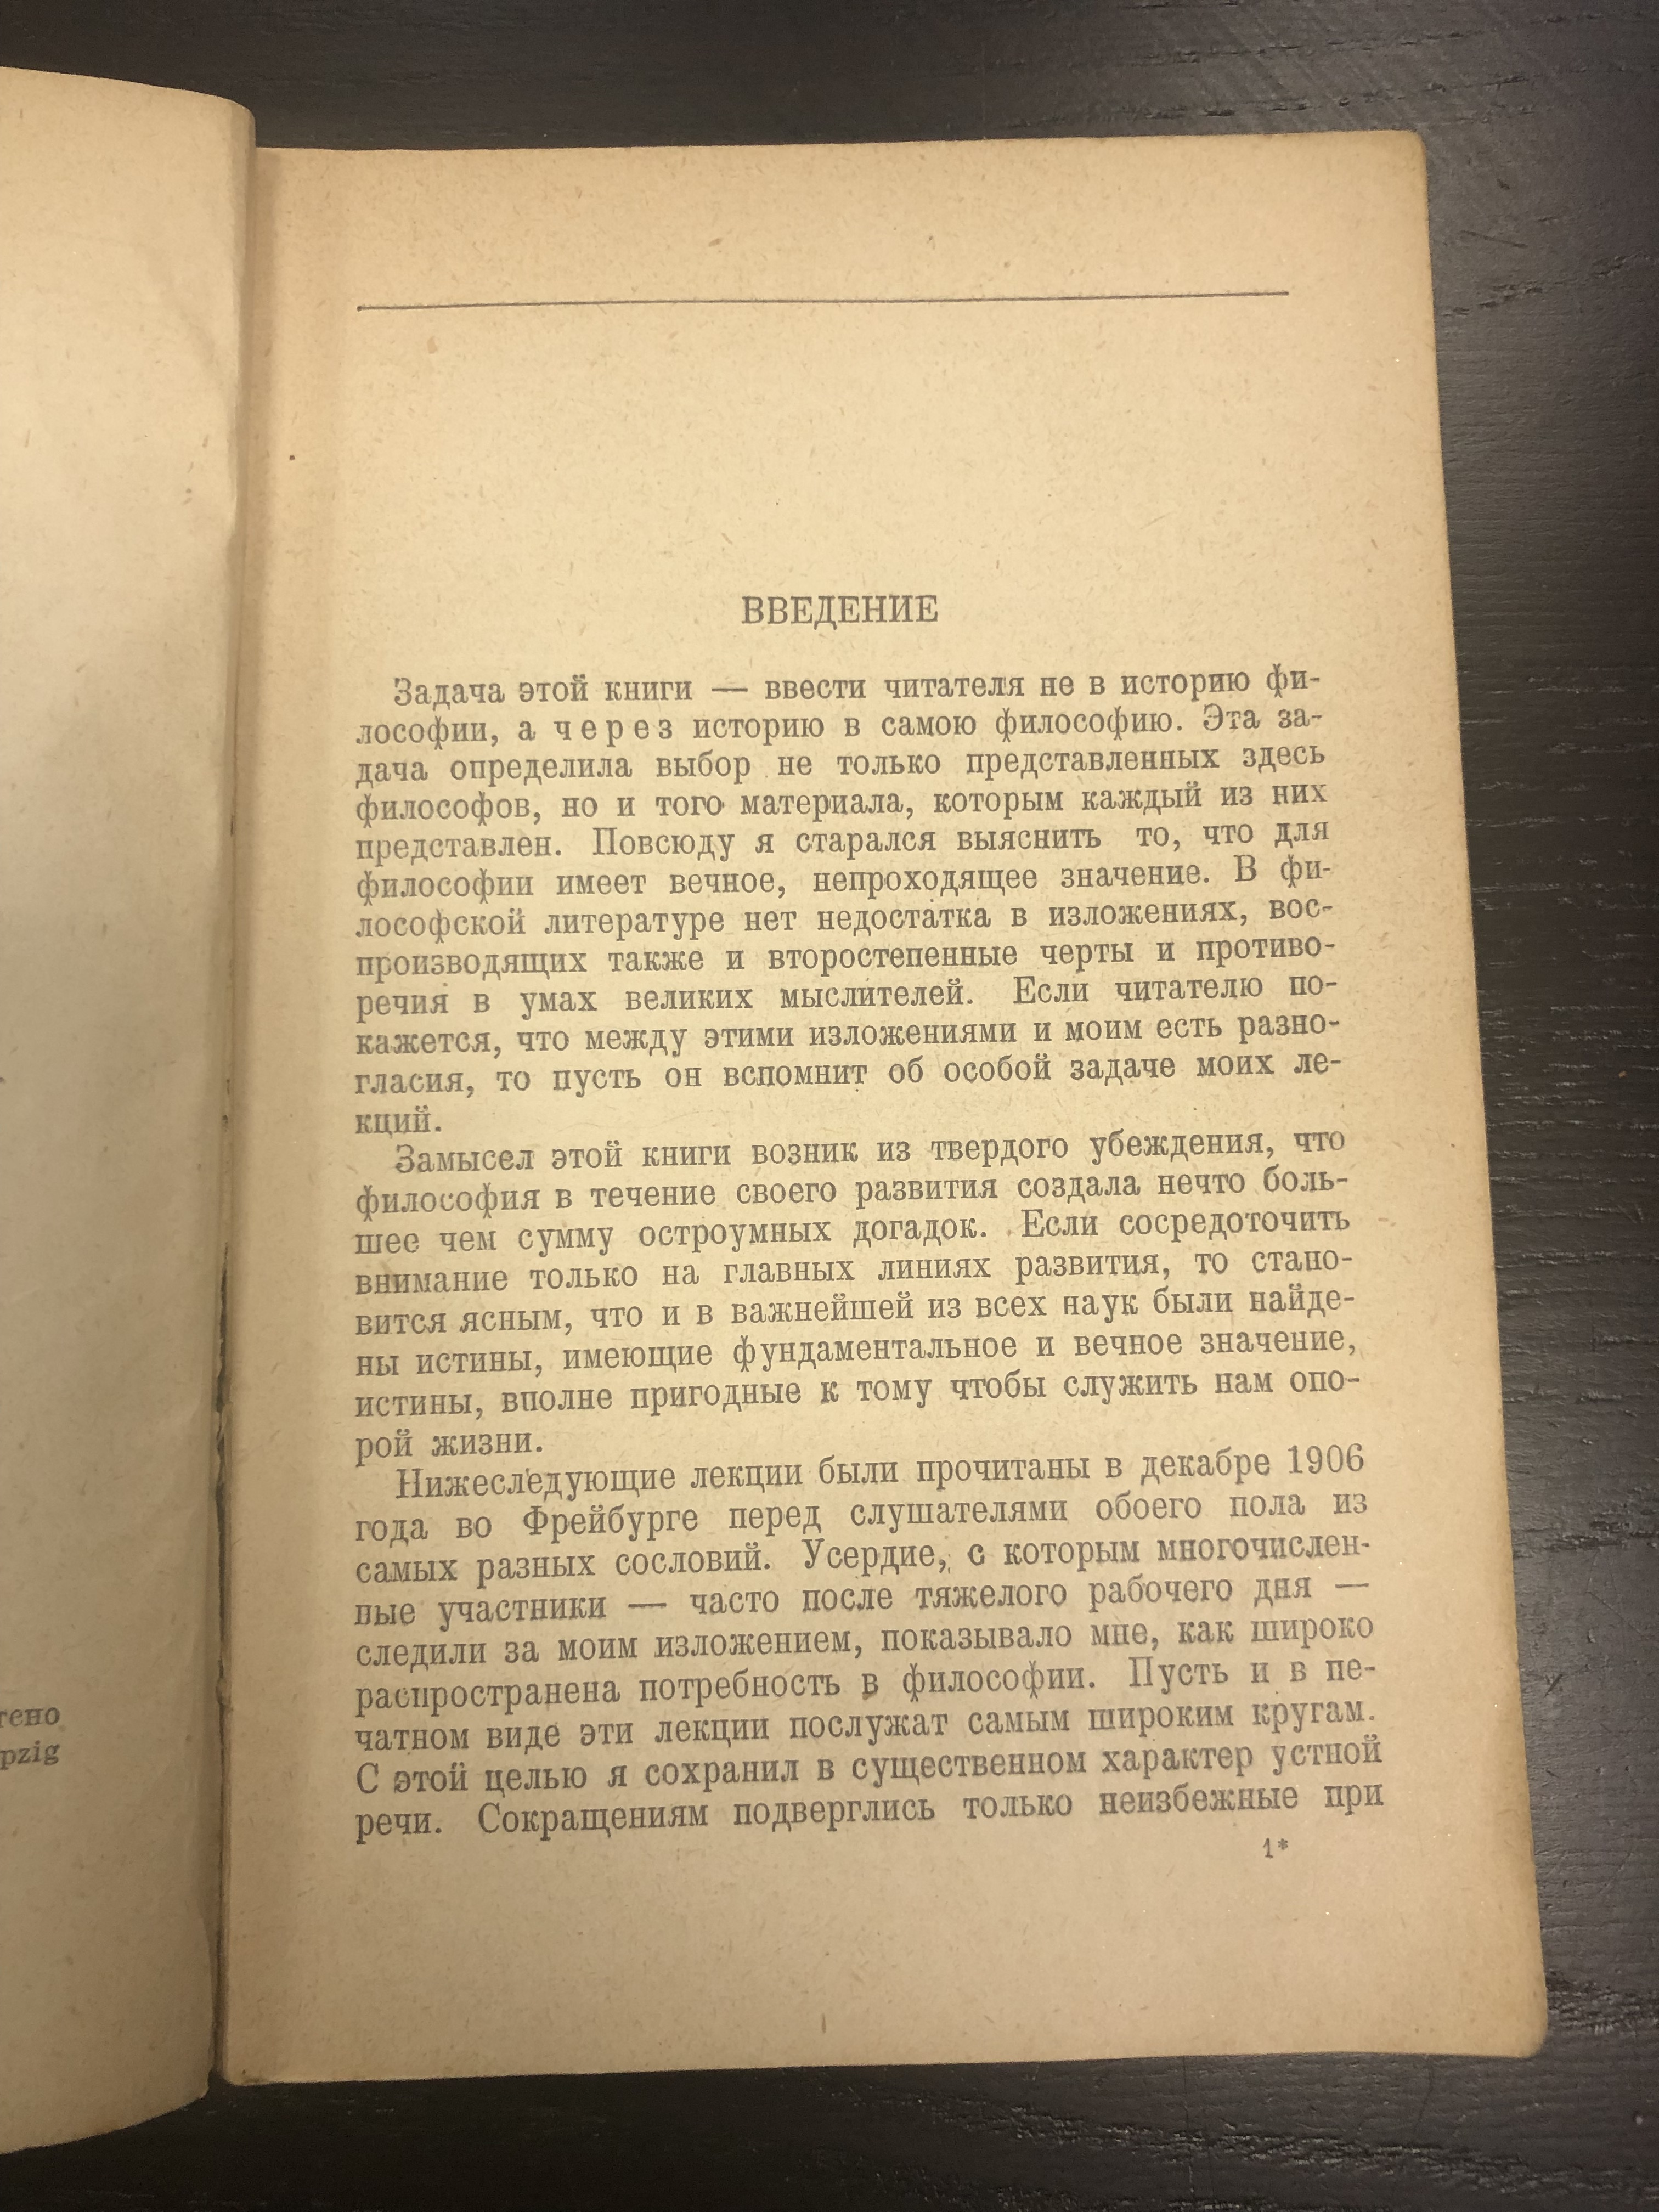 тено
pzig
ВВЕДЕНИЕ
Задача этой книги — ввести читателя не в историю фи-
лософии, а через историю в самою философию. Эта за-
дача определила выбор не только представленных здесь
философов, но и того материала, которым каждый из них
представлен. Повсюду я старался выяснить то, что для
философии имеет вечное, непроходящее значение. В фи-
лософской литературе нет недостатка в изложениях, вос-
производящих также и второстепенные черты и противо-
речия в умах великих мыслителей. Если читателю по-
кажется, что между этими изложениями и моим есть разно-
гласия, то пусть он вспомнит об особой задаче моих ле-
кций.
Замысел этой книги возник из твердого убеждения, что
философия в течение своего развития создала нечто боль-
шее чем сумму остроумных догадок. Если сосредоточить
внимание только на главных линиях развития, то стано-
вится ясным, что и в важнейшей из всех наук были найде-
ны истины, имеющие фундаментальное и вечное значение,
истины, вполне пригодные к тому чтобы служить нам опо-
рой жизни.
Нижеследующие лекции были прочитаны в декабре 1906
года во Фрейбурге перед слушателями обоего пола из
самых разных сословий. Усердие, с которым многочислен-
ные участники — часто после тяжелого рабочего дня —
следили за моим изложением, показывало мне, как широко
распространена потребность в философии. Пусть и в пе-
чатном виде эти лекции послужат самым широким кругам.
С этой целью я сохранил в существенном характер устной
речи. Сокращениям подверглись только неизбежные при
1*